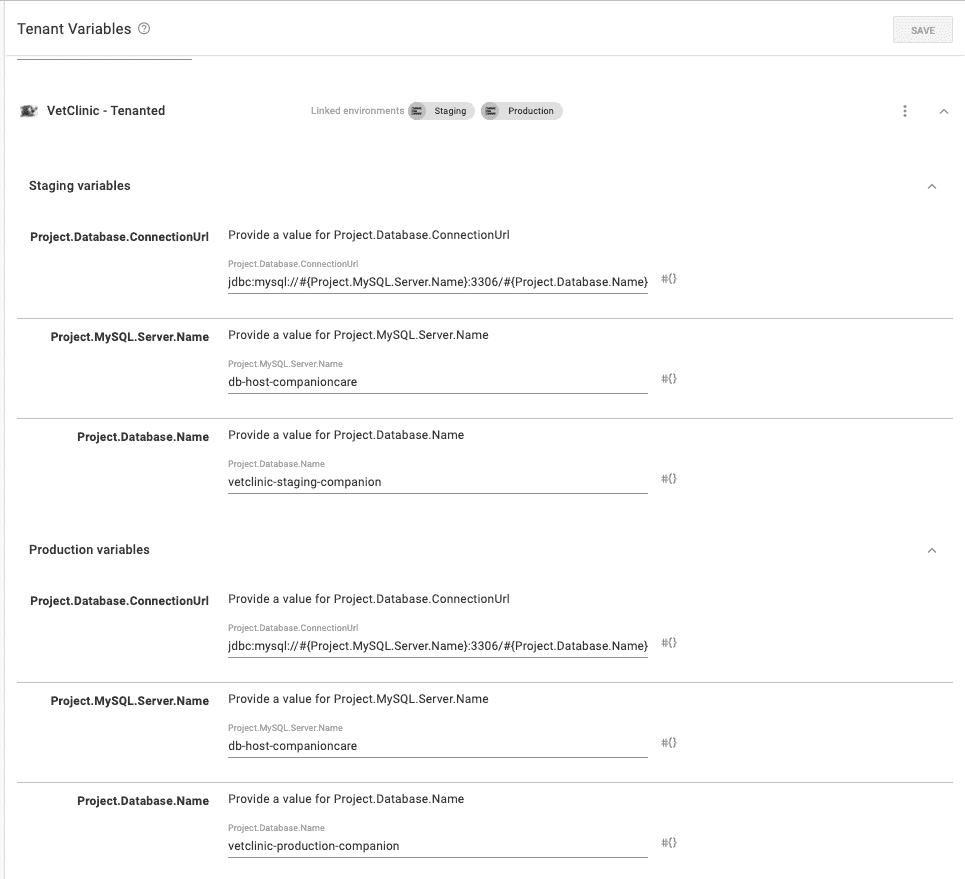 Tenant Variables
SAVE
VetClinic - Tenanted
Linked environments Staging Production
Staging variables
Project.Database.ConnectionUrl
Provide a value for Project.Database.ConnectionUrl
Project.Database.ConnectionUrl
jdbc:mysql://#{Project.MySQL.Server.Name}:3306/#{Project.Database.Name}
#{}
Project.MySQL.Server.Name
Provide a value for Project.MySQL.Server.Name
Project.MySQL.Server.Name
db-host-companioncare
#{}
Project.Database.Name
Provide a value for Project.Database.Name
Project.Database.Name
vetclinic-staging-companion
#{}
Production variables
Project.Database.ConnectionUrl
Provide a value for Project.Database.ConnectionUrl
Project.Database.ConnectionUrl
jdbc:mysql://#{Project.MySQL.Server.Name}:3306/#{Project.Database.Name}
#{}
Project.MySQL.Server.Name
Provide a value for Project.MySQL.Server.Name
Project.MySQL.Server.Name
db-host-companioncare
#{}
Project.Database.Name
Provide a value for Project.Database.Name
Project.Database.Name
vetclinic-production-companion
#{}